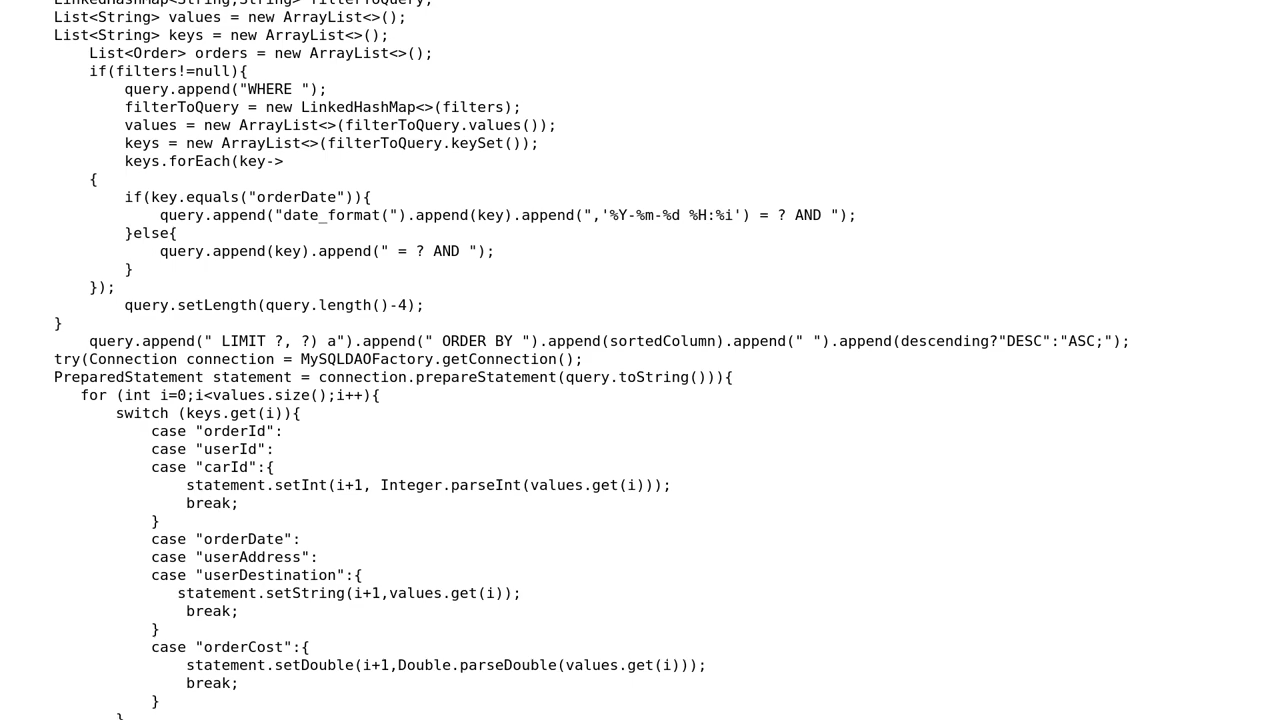 LinkedHashMap<String,String> filterToQuery;
List<String> values = new ArrayList<>();
List<String> keys = new ArrayList<>();
    List<Order> orders = new ArrayList<>();
    if(filters!=null){
        query.append("WHERE ");
        filterToQuery = new LinkedHashMap<>(filters);
        values = new ArrayList<>(filterToQuery.values());
        keys = new ArrayList<>(filterToQuery.keySet());
        keys.forEach(key->
    {
        if(key.equals("orderDate")){
            query.append("date_format(").append(key).append(",'%Y-%m-%d %H:%i') = ? AND ");
        }else{
            query.append(key).append(" = ? AND ");
        }
    });
        query.setLength(query.length()-4);
}
    query.append(" LIMIT ?, ?) a").append(" ORDER BY ").append(sortedColumn).append(" ").append(descending?"DESC":"ASC;");
try(Connection connection = MySQLDAOFactory.getConnection();
PreparedStatement statement = connection.prepareStatement(query.toString())){
   for (int i=0;i<values.size();i++){
       switch (keys.get(i)){
           case "orderId":
           case "userId":
           case "carId":{
               statement.setInt(i+1, Integer.parseInt(values.get(i)));
               break;
           }
           case "orderDate":
           case "userAddress":
           case "userDestination":{
              statement.setString(i+1,values.get(i));
               break;
           }
           case "orderCost":{
               statement.setDouble(i+1,Double.parseDouble(values.get(i)));
               break;
           }
       }